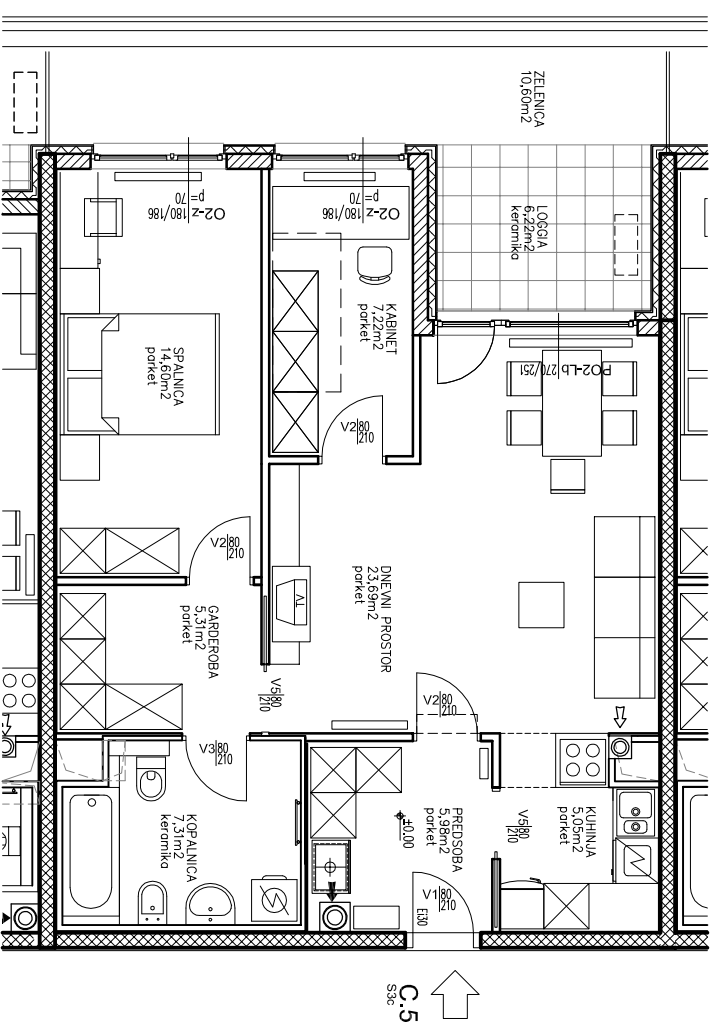 ZELENICA
10,60m2
LOGGIA
6,22m2
keramika
O2-z 180/186
p=70
O2-z 180/186
p=70
KABINET
7,22m2
parket
SPALNICA
14,60m2
parket
PO2-Lb 270/251
V2 80
210
V2 80
210
DNEVNI PROSTOR
23,69m2
parket
TV
GARDEROBA
5,31m2
parket
V5 80
210
V2 80
210
V3 80
210
KOPALNICA
7,31m2
keramika
±0,00
PREDSOBA
5,98m2
parket
V5 80
210
KUHINJA
5,05m2
parket
V1 80
210
EI30
C.5
S3c